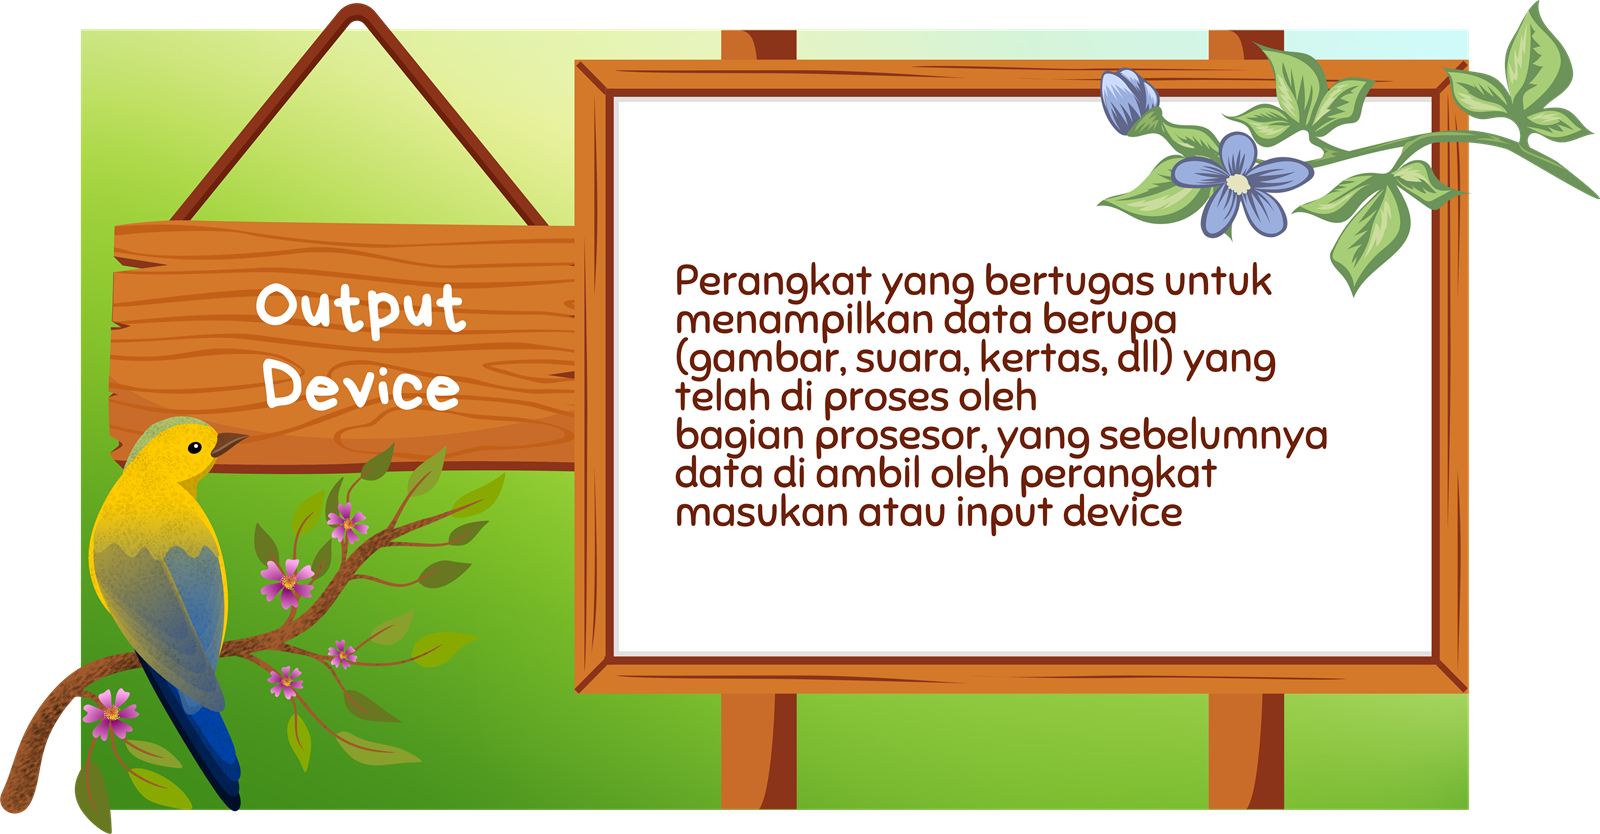 Output
Device
Perangkat yang bertugas untuk
menampilkan data berupa
(gambar, suara, kertas, dll) yang
telah di proses oleh
bagian prosesor, yang sebelumnya
data di ambil oleh perangkat
masukan atau input device